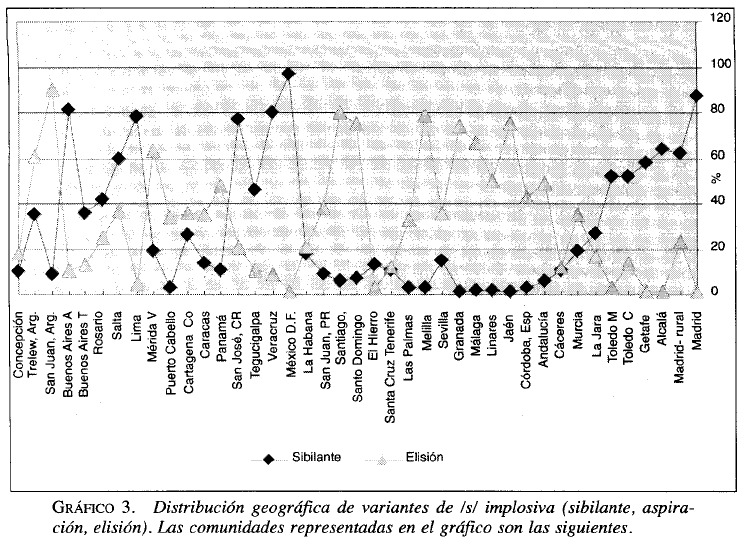 120
100
80
60
%
40
20
0
Concepción
Trelew, Arg.
San Juan, Arg.
Buenos Aires A
Buenos Aires T
Rosario
Salta
Lima
Mérida V
Puerto Cabello
Cartagena Co
Caracas
Panamá
San José, CR
Tegucigalpa
Veracruz
México D.F.
La Habana
San Juan, PR
Santiago,
Santo Domingo
El Hierro
Santa Cruz Tenerife
Las Palmas
Melilla
Sevilla
Granada
Málaga
Linares
Jaén
Cordoba, Esp
Andalucía
Cáceres
Murcia
La Jara
Toledo M
Toledo C
Getafe
Alcalá
Madrid- rural
Madrid
Sibilante
Elisión
GRÁFICO 3. Distribución geográfica de variantes de /s/ implosiva (sibilante, aspira-
ción, elisión). Las comunidades representadas en el gráfico son las siguientes.